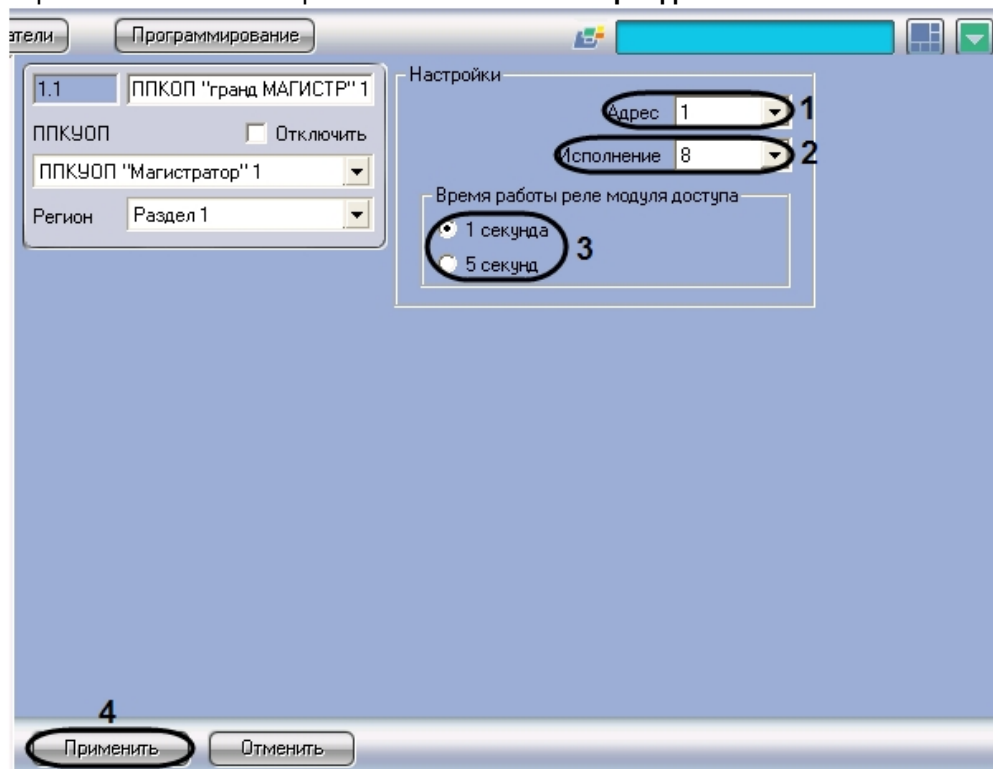 атели Программирование
1.1 ППКОП "гранд МАГИСТР" 1
ППКУОП Отключить
ППКУОП "Магистратор" 1
Регион Раздел 1
Настройки
Адрес 1 1
Исполнение 8 2
Время работы реле модуля доступа
1 секунда
5 секунд
3
4
Применить Отменить